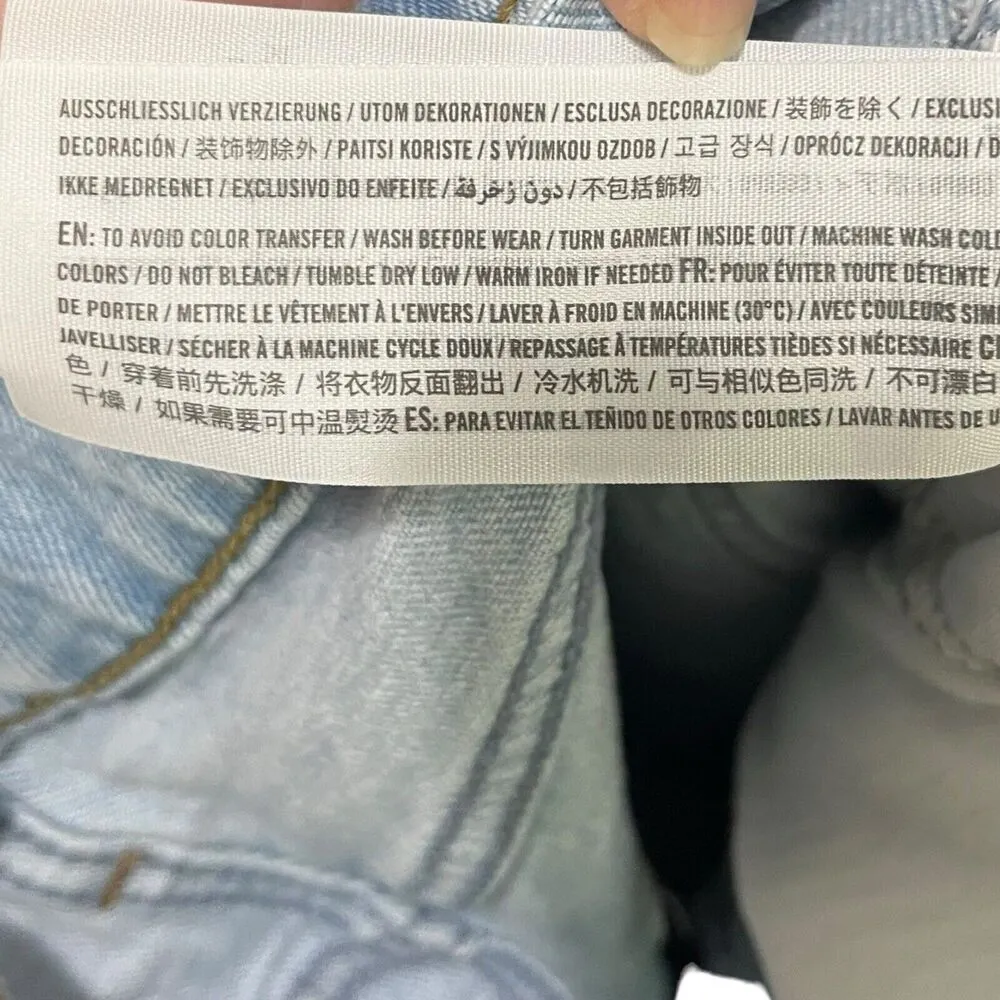 AUSSCHLIESSLICH VERZIERUNG / UTOM DEKORATIONEN / ESCLUSA DECORAZIONE / 装飾を除く / EXCLUSI
DECORACIÓN / 装饰物除外 / PAITSI KORISTE / S VÝJIMKOU OZDOB / 고급 장식 / OPRÓCZ DEKORACJI / D
IKKE MEDREGNET / EXCLUSIVO DO ENFEITE / دون زخرفة / 不包括飾物
EN: TO AVOID COLOR TRANSFER / WASH BEFORE WEAR / TURN GARMENT INSIDE OUT / MACHINE WASH COLD
COLORS / DO NOT BLEACH / TUMBLE DRY LOW / WARM IRON IF NEEDED FR: POUR ÉVITER TOUTE DÉTEINTE /
DE PORTER / METTRE LE VÊTEMENT À L'ENVERS / LAVER À FROID EN MACHINE (30°C) / AVEC COULEURS SIMI
JAVELLISER / SÉCHER À LA MACHINE CYCLE DOUX / REPASSAGE À TEMPÉRATURES TIÈDES SI NÉCESSAIRE
色 / 穿着前先洗涤 / 将衣物反面翻出 / 冷水机洗 / 可与相似色同洗 / 不可漂白
干燥 / 如果需要可中温熨烫 ES: PARA EVITAR EL TEÑIDO DE OTROS COLORES / LAVAR ANTES DE U